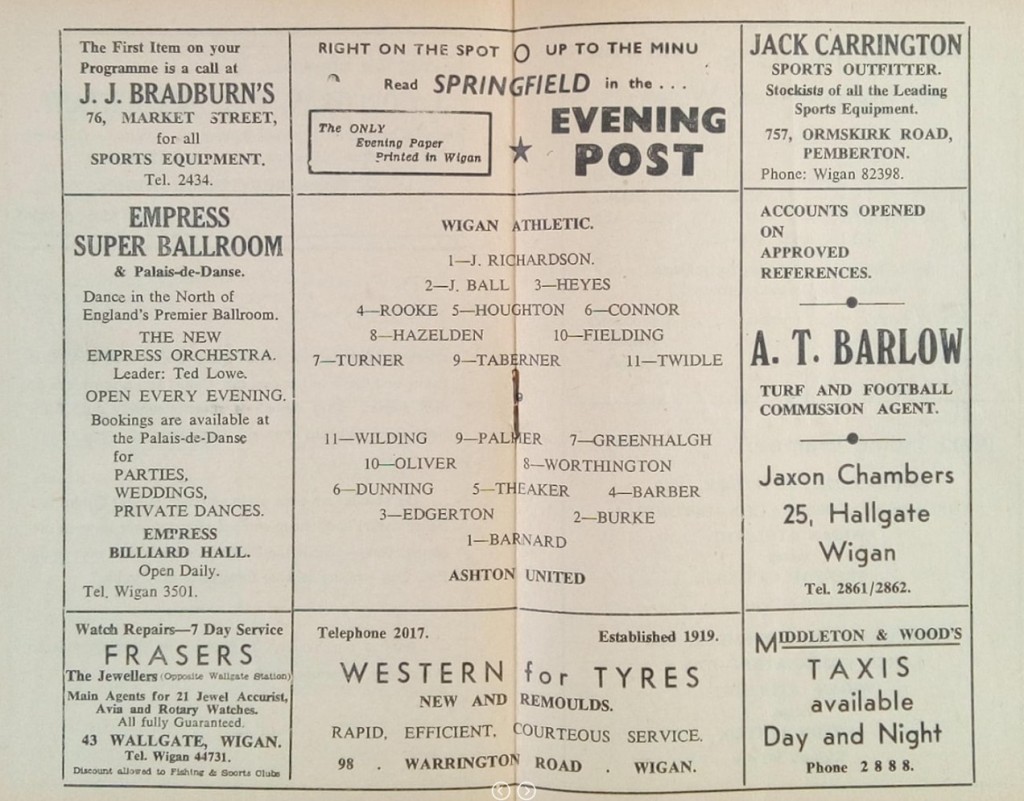 The First Item on your
Programme is a call at
J. J. BRADBURN'S
76, MARKET STREET,
for all
SPORTS EQUIPMENT.
Tel. 2434.
RIGHT ON THE SPOT O UP TO THE MINU
Read SPRINGFIELD in the ...
The ONLY
Evening Paper
Printed in Wigan
★ EVENING
POST
JACK CARRINGTON
SPORTS OUTFITTER.
Stockists of all the Leading
Sports Equipment.
757, ORMSKIRK ROAD,
PEMBERTON.
Phone: Wigan 82398.
EMPRESS
SUPER BALLROOM
& Palais-de-Danse.
Dance in the North of
England's Premier Ballroom.
THE NEW
EMPRESS ORCHESTRA.
Leader: Ted Lowe.
OPEN EVERY EVENING.
Bookings are available at
the Palais-de-Danse
for
PARTIES,
WEDDINGS,
PRIVATE DANCES.
EMPRESS
BILLIARD HALL.
Open Daily.
Tel. Wigan 3501.
WIGAN ATHLETIC.
1—J. RICHARDSON.
2—J. BALL 3—HEYES
4—ROOKE 5—HOUGHTON 6—CONNOR
8—HAZELDEN 10—FIELDING
7—TURNER 9—TABERNER 11—TWIDLE
11—WILDING 9—PALMER 7—GREENHALGH
10—OLIVER 8—WORTHINGTON
6—DUNNING 5—THEAKER 4—BARBER
3—EDGERTON 2—BURKE
1—BARNARD
ASHTON UNITED
ACCOUNTS OPENED
ON
APPROVED
REFERENCES.
A. T. BARLOW
TURF AND FOOTBALL
COMMISSION AGENT.
Jaxon Chambers
25, Hallgate
Wigan
Tel. 2861/2862.
Watch Repairs—7 Day Service
FRASERS
The Jewellers (Opposite Wallgate Station)
Main Agents for 21 Jewel Accurist,
Avia and Rotary Watches.
All fully Guaranteed.
43 WALLGATE, WIGAN.
Tel. Wigan 44731.
Discount allowed to Fishing & Sports Clubs
Telephone 2017. Established 1919.
WESTERN for TYRES
NEW AND REMOULDS.
RAPID, EFFICIENT, COURTEOUS SERVICE.
98 . WARRINGTON ROAD . WIGAN.
MIDDLETON & WOOD'S
TAXIS
available
Day and Night
Phone 2888.